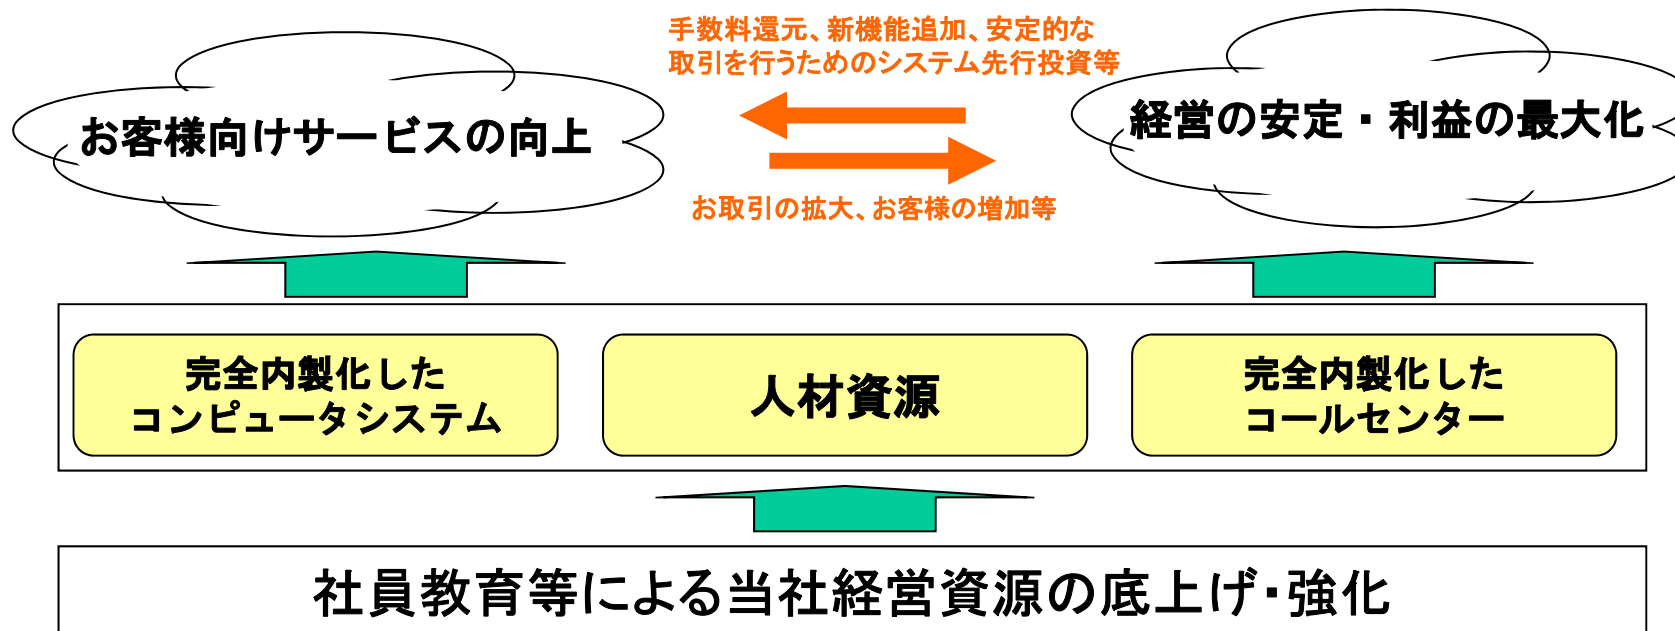 手数料還元、新機能追加、安定的な
取引を行うためのシステム先行投資等
お客様向けサービスの向上
経営の安定・利益の最大化
お取引の拡大、お客様の増加等
完全内製化した
コンピュータシステム
人材資源
完全内製化した
コールセンター
社員教育等による当社経営資源の底上げ・強化